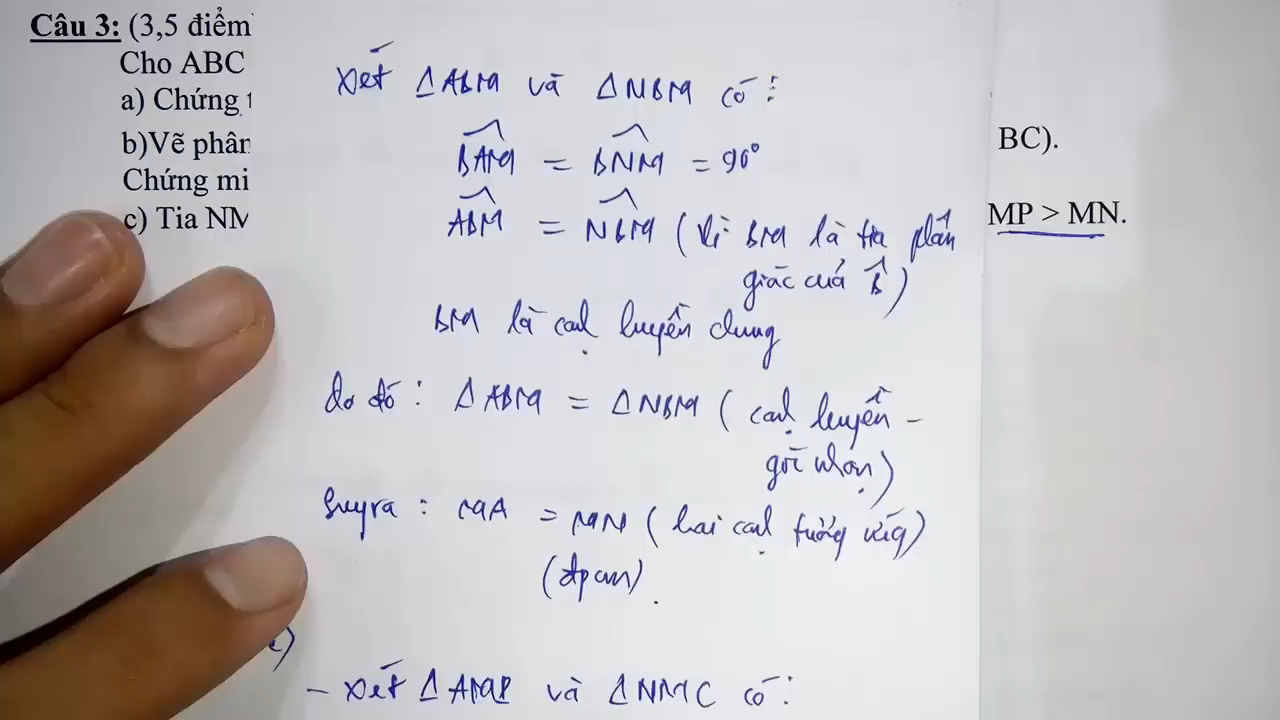 Câu 3: (3,5 điểm
Cho ABC
a) Chứng
b)Vẽ phân
BC).
Chứng mi
c) Tia NM
MP > MN.
Xét ΔABM và ΔNBM có:
BAM = BNM = 90°
ABM = NBM (Vì BM là tia phân
giác của B)
BM là cạnh huyền chung
do đó: ΔABM = ΔNBM (cạnh huyền -
góc nhọn)
Suy ra: MA = MN (hai cạnh tương ứng)
(đpcm).
c)
- Xét ΔAMP và ΔNMC có: